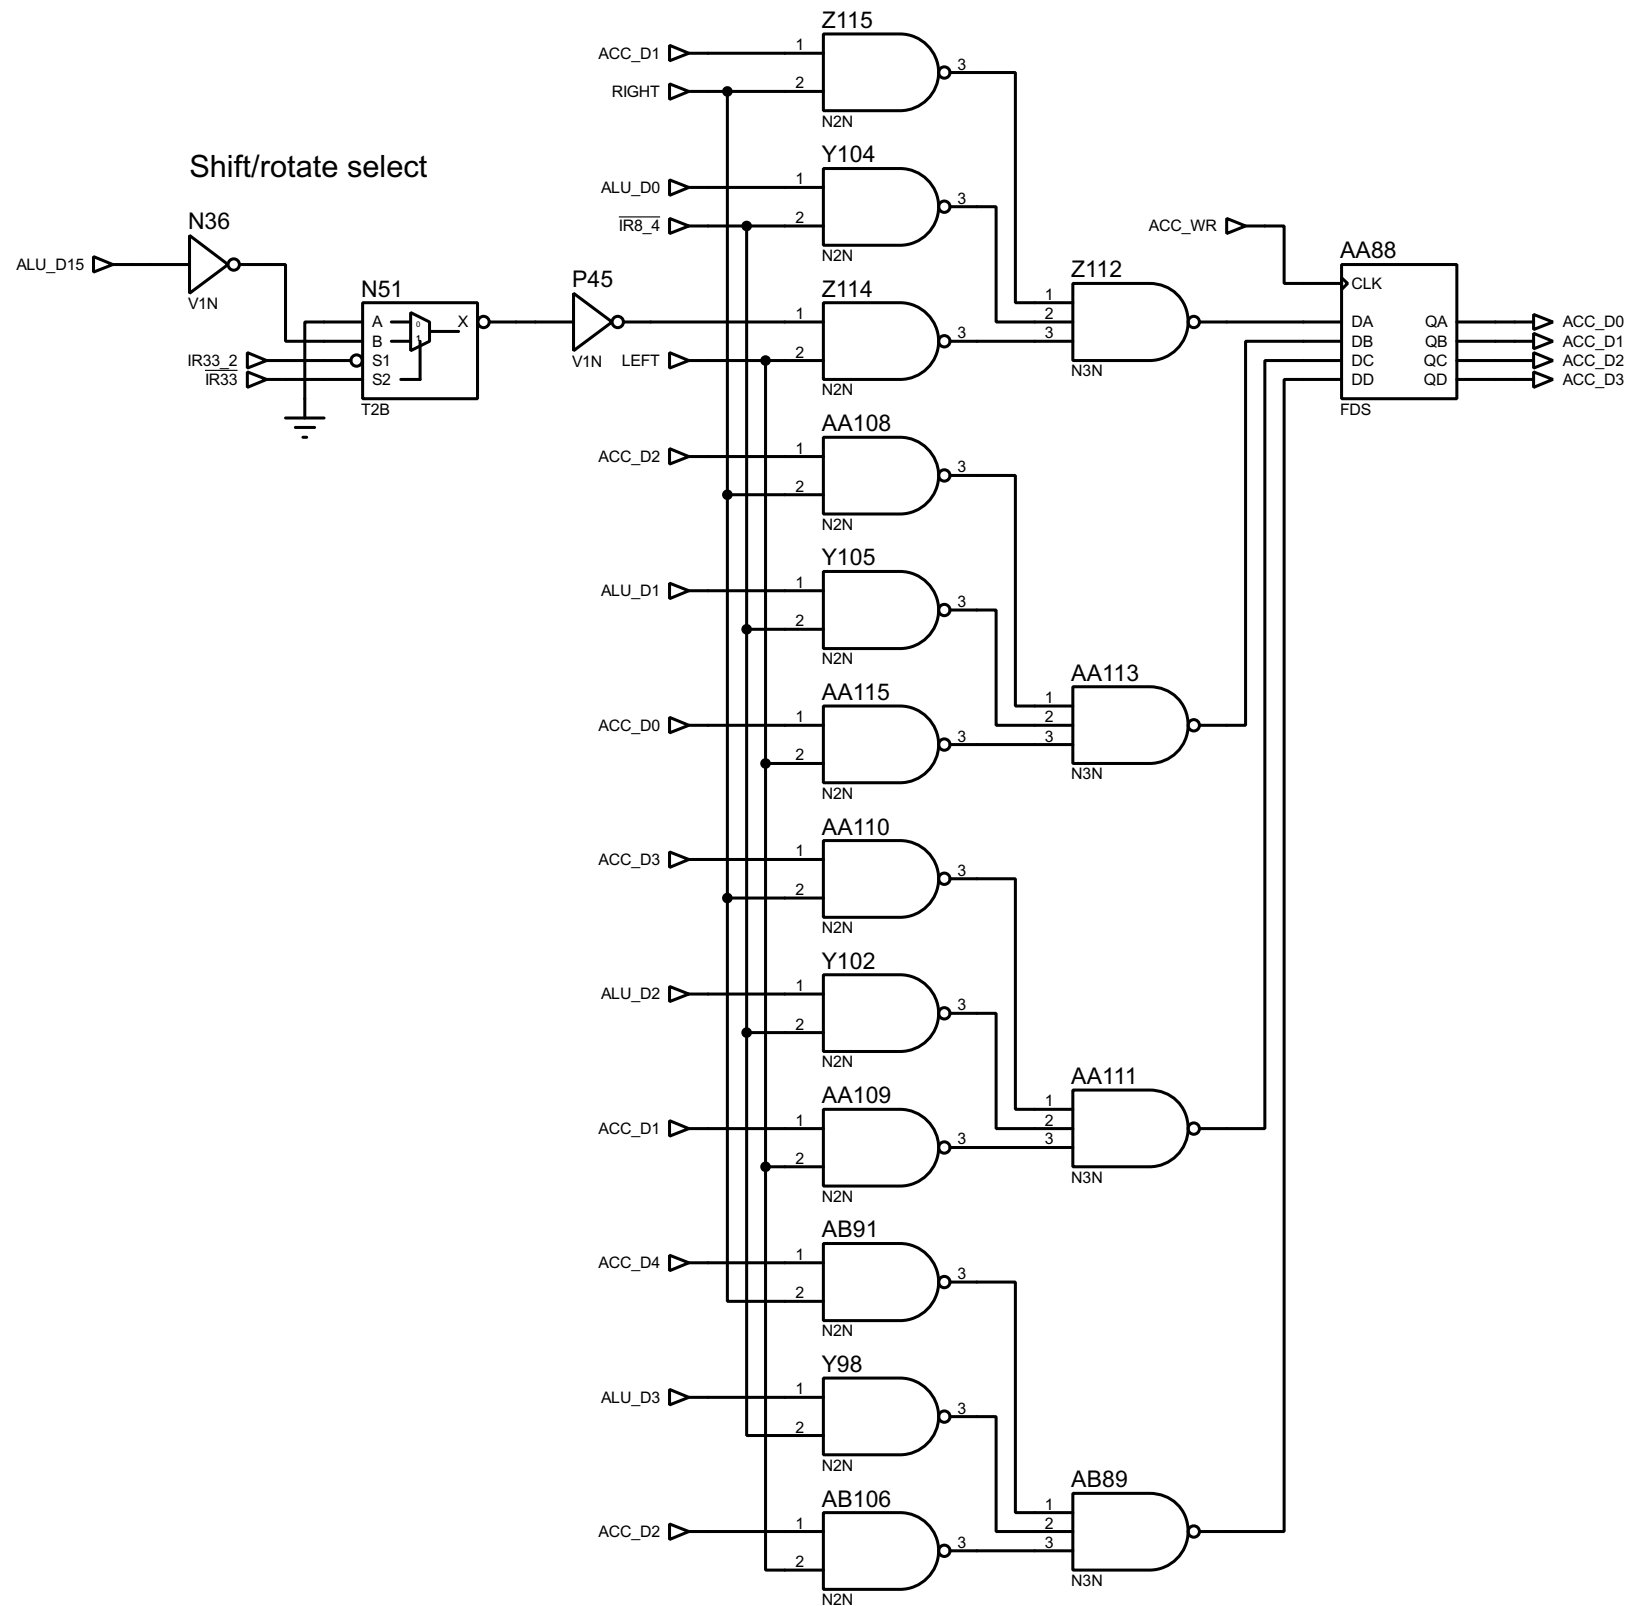 Z115
ACC_D1
1
3
RIGHT
2
N2N
Shift/rotate select
Y104
ALU_D0
1
3
IR8_4
2
N2N
N36
ALU_D15
V1N
N51
A
B
S1
S2
X
0
1
IR33_2
IR33
T2B
P45
V1N
Z114
1
3
LEFT
2
N2N
Z112
1
2
3
N3N
ACC_WR
AA88
CLK
DA QA ACC_D0
DB QB ACC_D1
DC QC ACC_D2
DD QD ACC_D3
FDS
AA108
ACC_D2
1
3
2
N2N
Y105
ALU_D1
1
3
2
N2N
AA115
ACC_D0
1
3
2
N2N
AA113
1
2
3
N3N
AA110
ACC_D3
1
3
2
N2N
Y102
ALU_D2
1
3
2
N2N
AA109
ACC_D1
1
3
2
N2N
AA111
1
2
3
N3N
AB91
ACC_D4
1
3
2
N2N
Y98
ALU_D3
1
3
2
N2N
AB106
ACC_D2
1
3
2
N2N
AB89
1
2
3
N3N